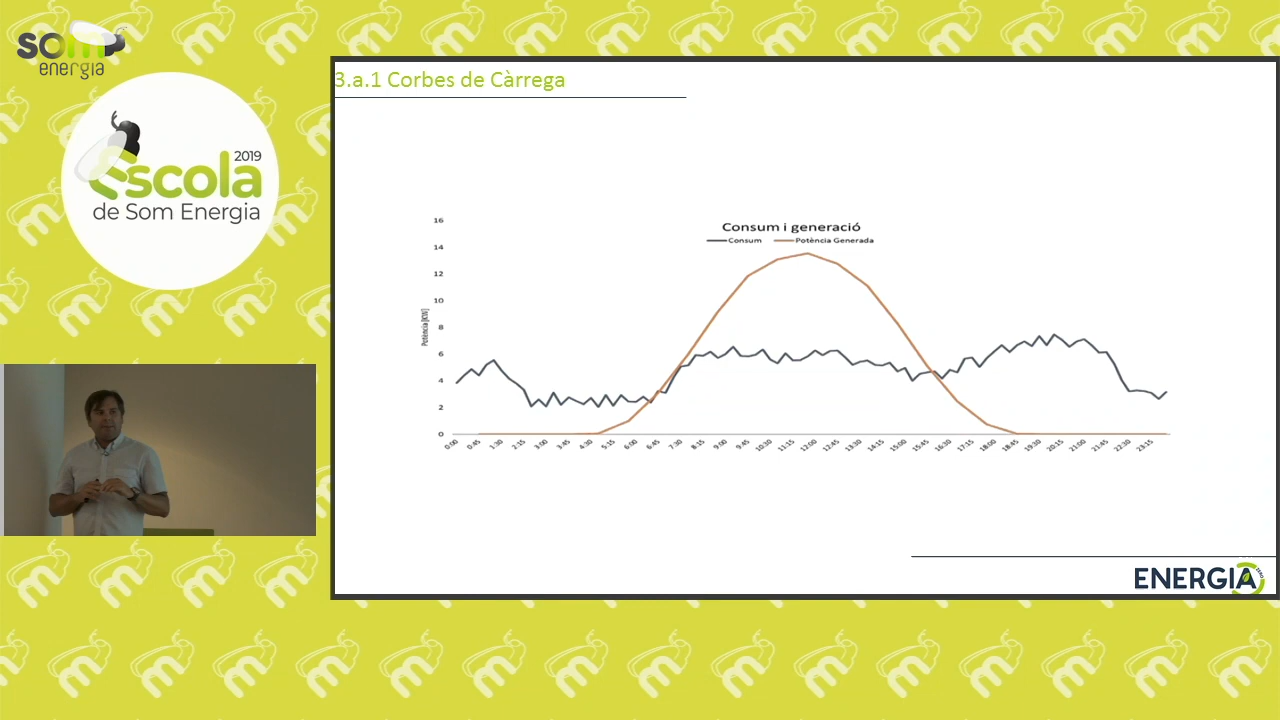 som
energia
2019
Escola
de Som Energia
3.a.1 Corbes de Càrrega
Consum i generació
Consum Potència Generada
Potència [KW]
16
14
12
10
8
6
4
2
0
0:00 0:45 1:30 2:15 3:00 3:45 4:30 5:15 6:00 6:45 7:30 8:15 9:00 9:45 10:30 11:15 12:00 12:45 13:30 14:15 15:00 15:45 16:30 17:15 18:00 18:45 19:30 20:15 21:00 21:45 22:30 23:15
ENERGIA